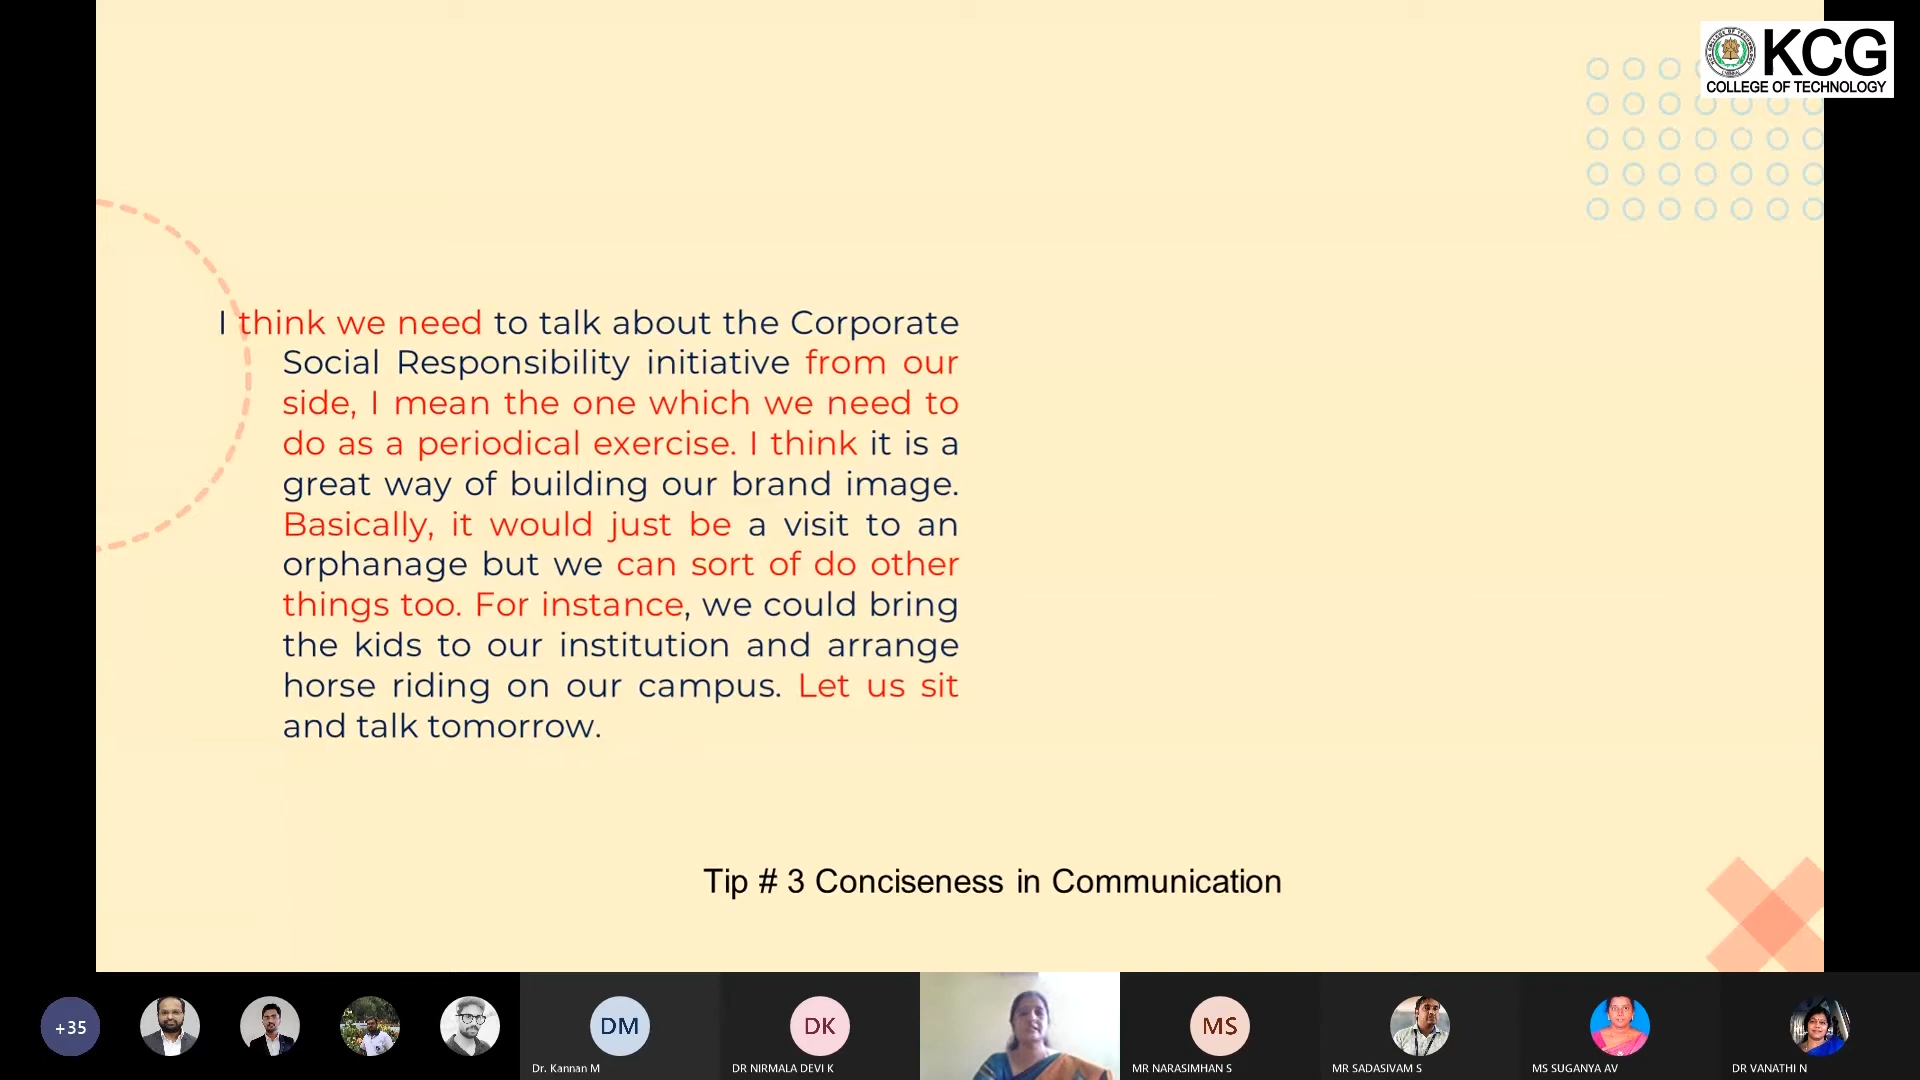 KCG
COLLEGE OF TECHNOLOGY
I think we need to talk about the Corporate
Social Responsibility initiative from our
side, I mean the one which we need to
do as a periodical exercise. I think it is a
great way of building our brand image.
Basically, it would just be a visit to an
orphanage but we can sort of do other
things too. For instance, we could bring
the kids to our institution and arrange
horse riding on our campus. Let us sit
and talk tomorrow.
Tip # 3 Conciseness in Communication
+35
DM
DK
MS
Dr. Kannan M
DR NIRMALA DEVI K
MR NARASIMHAN S
MR SADASIVAM S
MS SUGANYA AV
DR VANATHI N